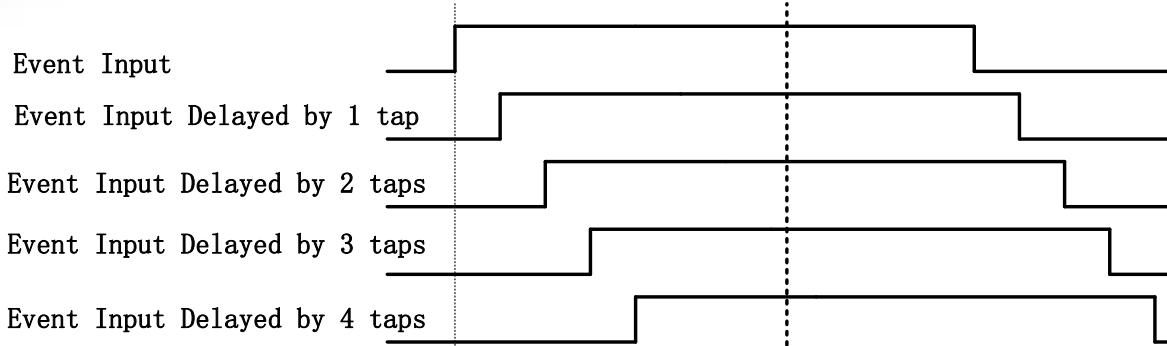 Event Input
Event Input Delayed by 1 tap
Event Input Delayed by 2 taps
Event Input Delayed by 3 taps
Event Input Delayed by 4 taps